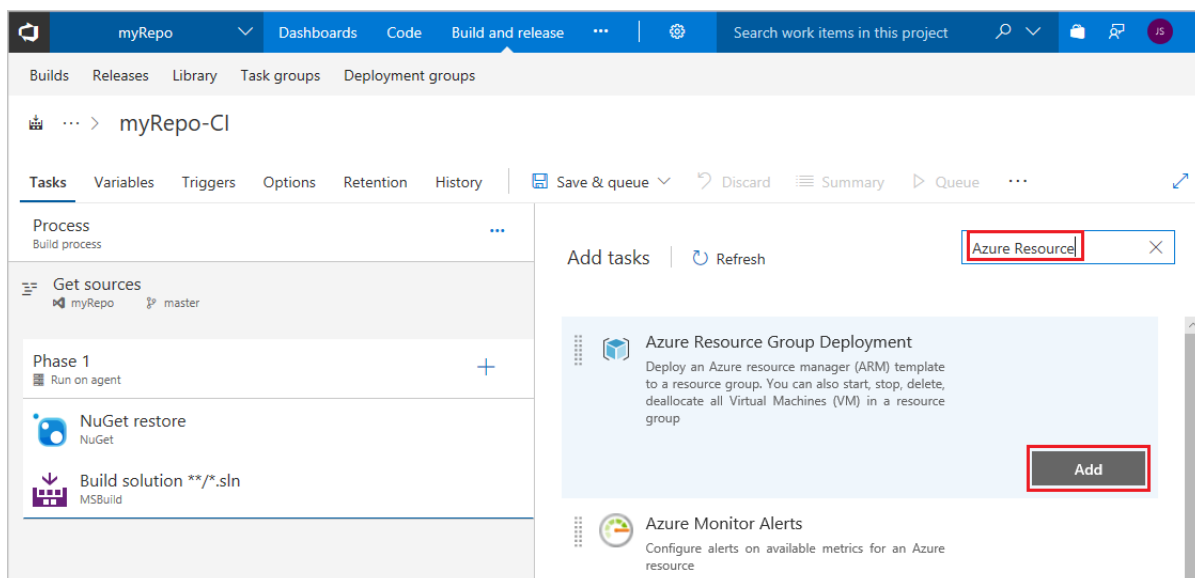 myRepo Dashboards Code Build and release ... Search work items in this project JS
Builds Releases Library Task groups Deployment groups
... > myRepo-CI
Tasks Variables Triggers Options Retention History Save & queue Discard Summary Queue ...
Process ...
Build process
Get sources
myRepo master
Phase 1
Run on agent
NuGet restore
NuGet
Build solution **/*.sln
MSBuild
Add tasks Refresh Azure Resource
Azure Resource Group Deployment
Deploy an Azure resource manager (ARM) template
to a resource group. You can also start, stop, delete,
deallocate all Virtual Machines (VM) in a resource
group
Add
Azure Monitor Alerts
Configure alerts on available metrics for an Azure
resource